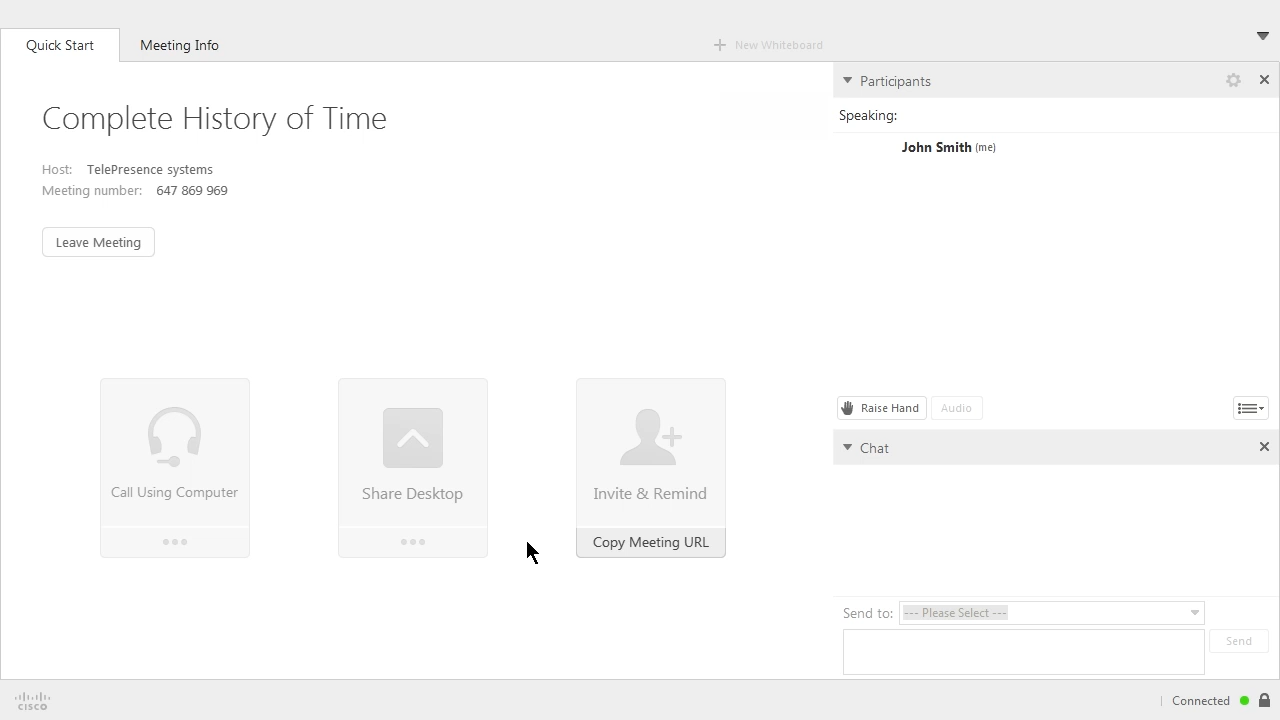 Quick Start
Meeting Info
New Whiteboard
Complete History of Time
Host: TelePresence systems
Meeting number: 647 869 969
Leave Meeting
Call Using Computer
Share Desktop
Invite & Remind
Copy Meeting URL
Participants
Speaking:
John Smith (me)
Raise Hand
Audio
Chat
Send to: --- Please Select ---
Send
CISCO
Connected